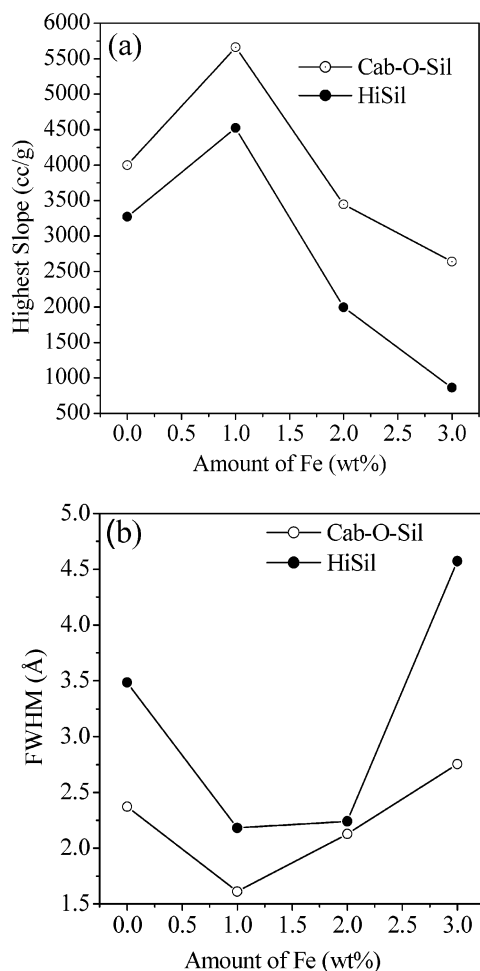 (a)
Cab-O-Sil
HiSil
6000
5500
5000
4500
4000
3500
3000
2500
2000
1500
1000
500
Highest Slope (cc/g)
0.0 0.5 1.0 1.5 2.0 2.5 3.0
Amount of Fe (wt%)
(b)
Cab-O-Sil
HiSil
5.0
4.5
4.0
3.5
3.0
2.5
2.0
1.5
FWHM (Å)
0.0 0.5 1.0 1.5 2.0 2.5 3.0
Amount of Fe (wt%)